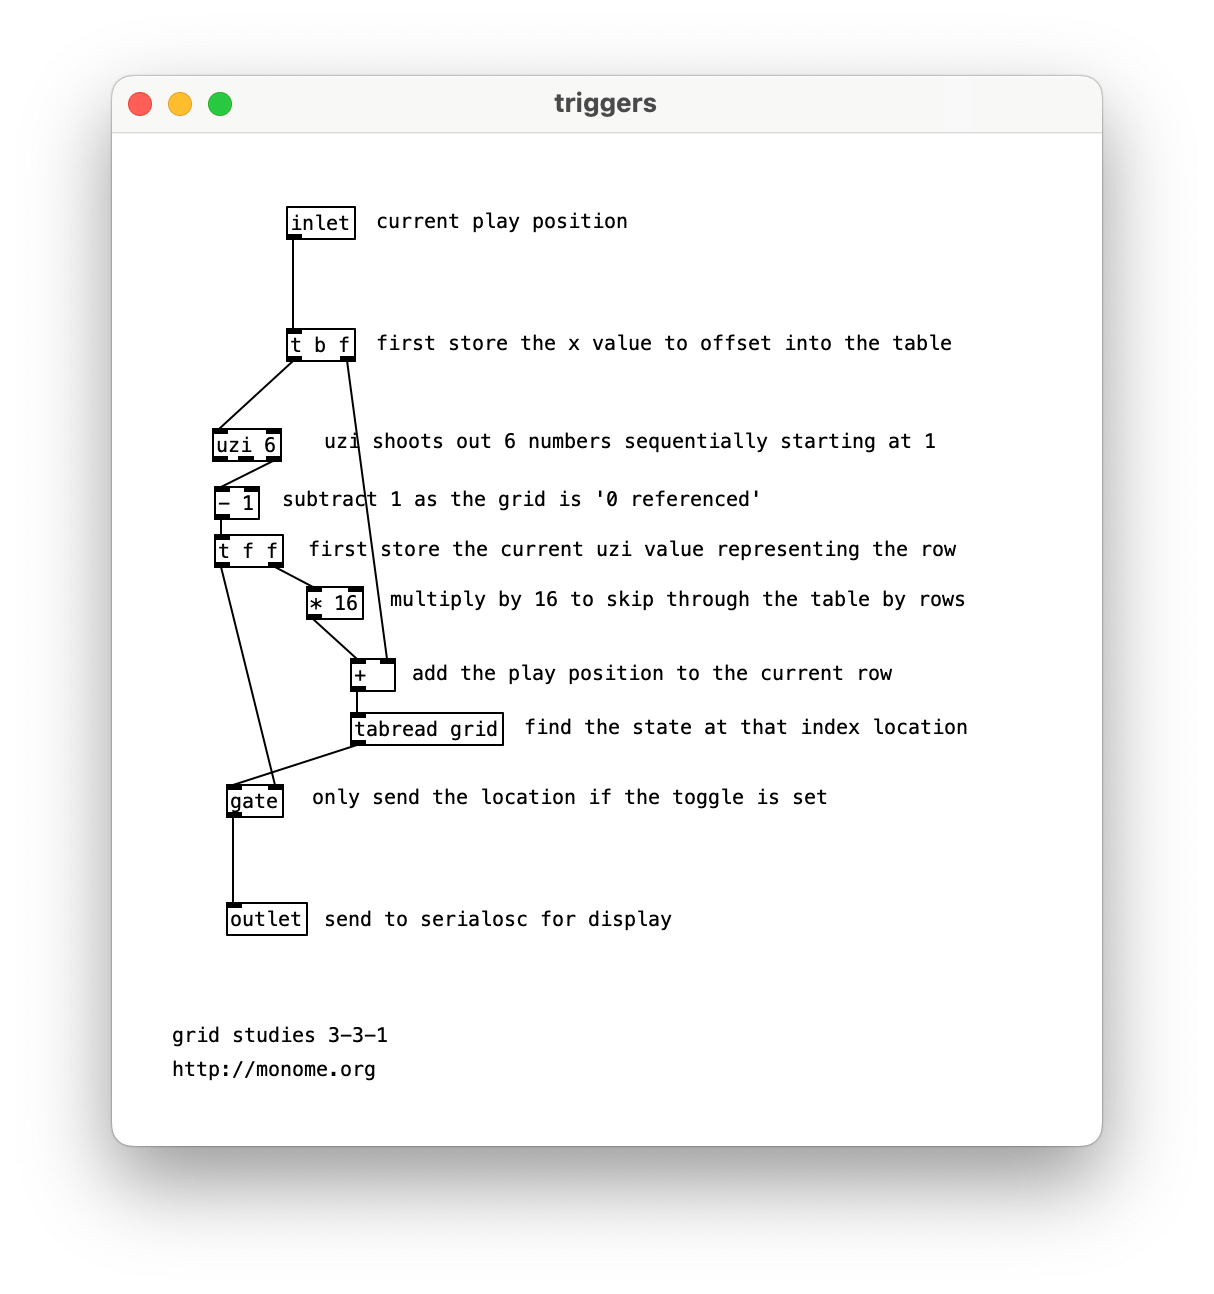 triggers
inlet current play position
t b f first store the x value to offset into the table
uzi 6 uzi shoots out 6 numbers sequentially starting at 1
- 1 subtract 1 as the grid is '0 referenced'
t f f first store the current uzi value representing the row
* 16 multiply by 16 to skip through the table by rows
+ add the play position to the current row
tabread grid find the state at that index location
gate only send the location if the toggle is set
outlet send to serialosc for display
grid studies 3-3-1
http://monome.org